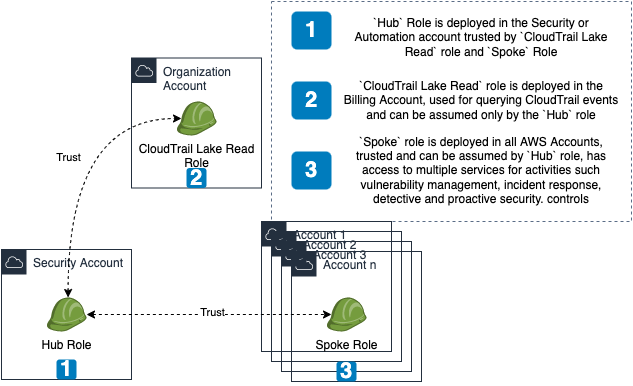 1
`Hub` Role is deployed in the Security or
Automation account trusted by `CloudTrail Lake
Read` role and `Spoke` Role
2
`CloudTrail Lake Read` role is deployed in the
Billing Account, used for querying CloudTrail events
and can be assumed only by the `Hub` role
3
`Spoke` role is deployed in all AWS Accounts,
trusted and can be assumed by `Hub` role, has
access to multiple services for activities such
vulnerability management, incident response,
detective and proactive security. controls
Organization
Account
CloudTrail Lake Read
Role
2
Trust
Security Account
Hub Role
1
Trust
Account 1
Account 2
Account 3
Account n
Spoke Role
3